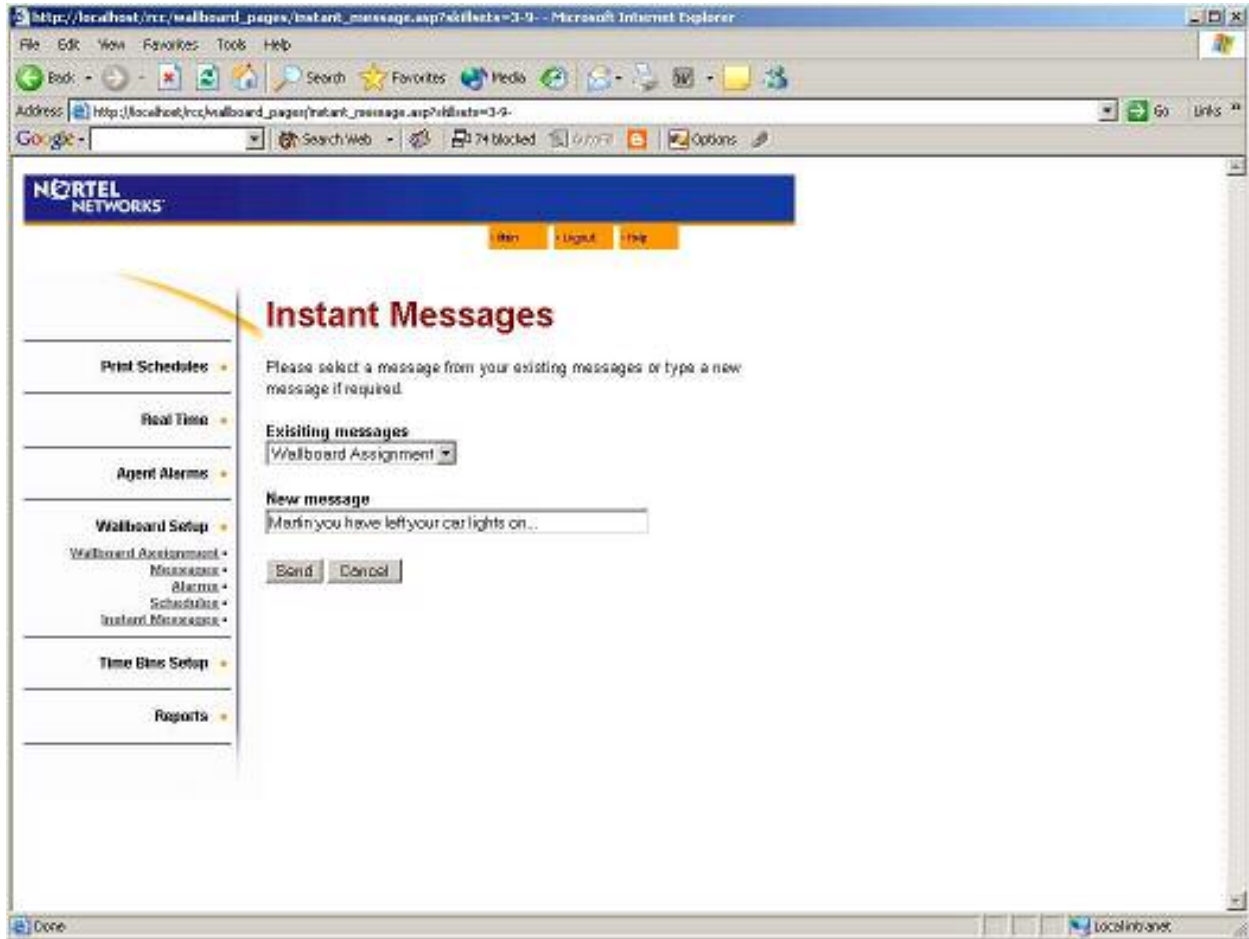 http://localhost/rcc/wallboard_pages/instant_message.asp?skillsets=3-9- - Microsoft Internet Explorer
File Edit View Favorites Tools Help
Back Search Favorites Media
Address http://localhost/rcc/wallboard_pages/instant_message.asp?skillsets=3-9- Go Links »
Google Search Web 74 blocked AutoFill Options
NORTEL
NETWORKS
Main Logout Help
Instant Messages
Print Schedules
Please select a message from your existing messages or type a new
message if required.
Real Time
Exisiting messages
Wallboard Assignment
Agent Alarms
New message
Martin you have left your car lights on...
Wallboard Setup
Wallboard Assignment
Messages
Alarms
Schedules
Instant Messages
Send Cancel
Time Bins Setup
Reports
Done Local intranet